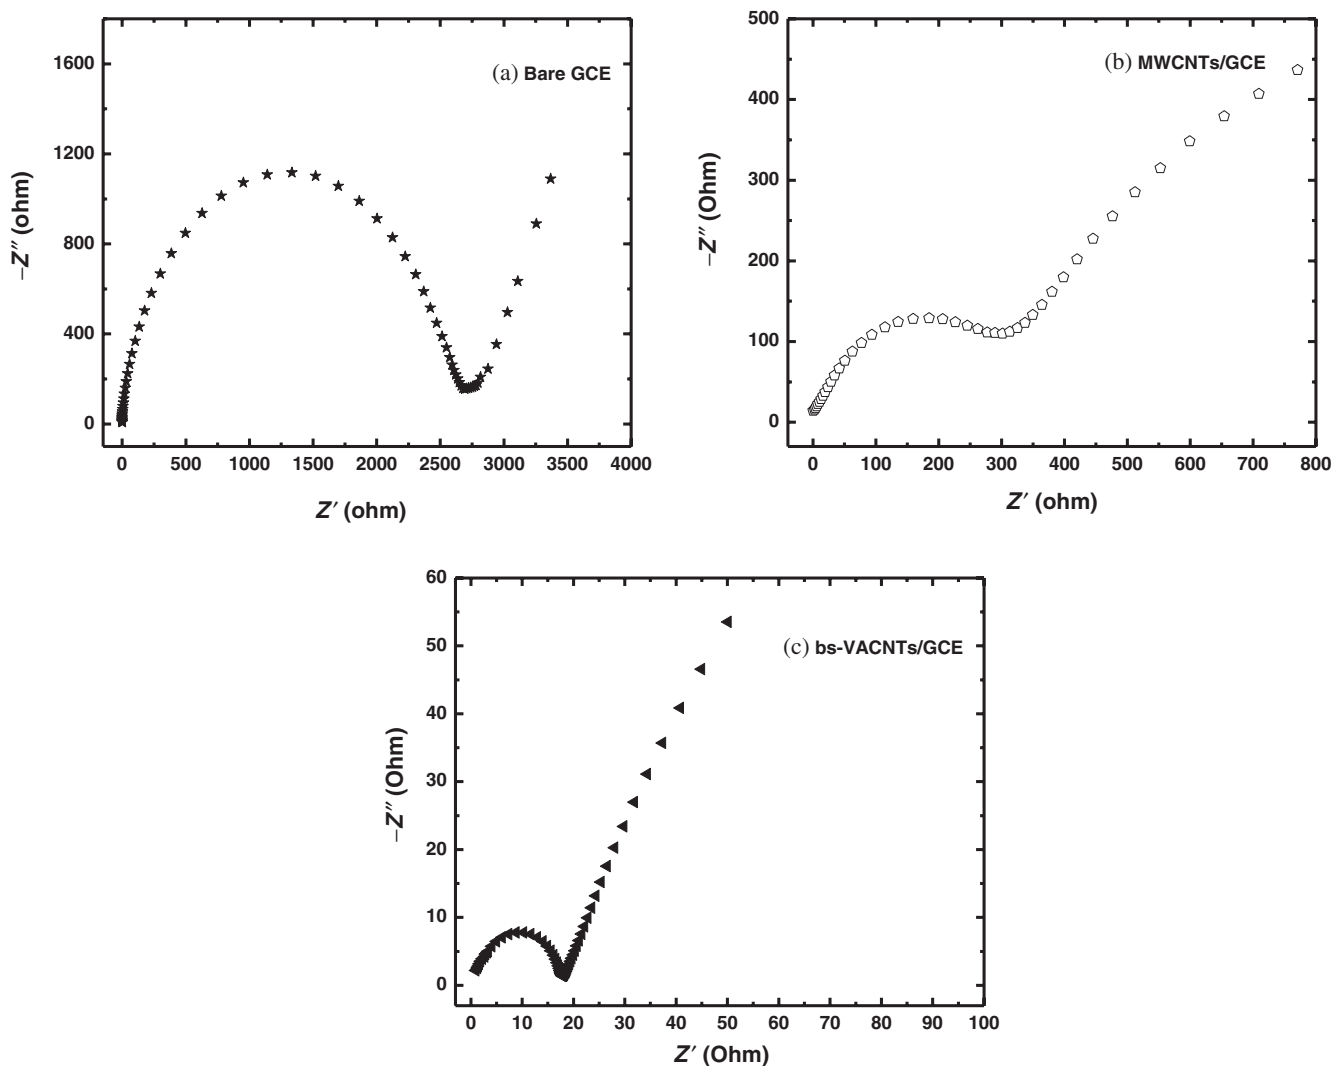 (a) Bare GCE
1600
1200
800
400
0
−Z″ (ohm)
0 500 1000 1500 2000 2500 3000 3500 4000
Z′ (ohm)
(b) MWCNTs/GCE
500
400
300
200
100
0
−Z″ (Ohm)
0 100 200 300 400 500 600 700 800
Z′ (Ohm)
(c) bs-VACNTs/GCE
60
50
40
30
20
10
0
−Z″ (Ohm)
0 10 20 30 40 50 60 70 80 90 100
Z′ (Ohm)